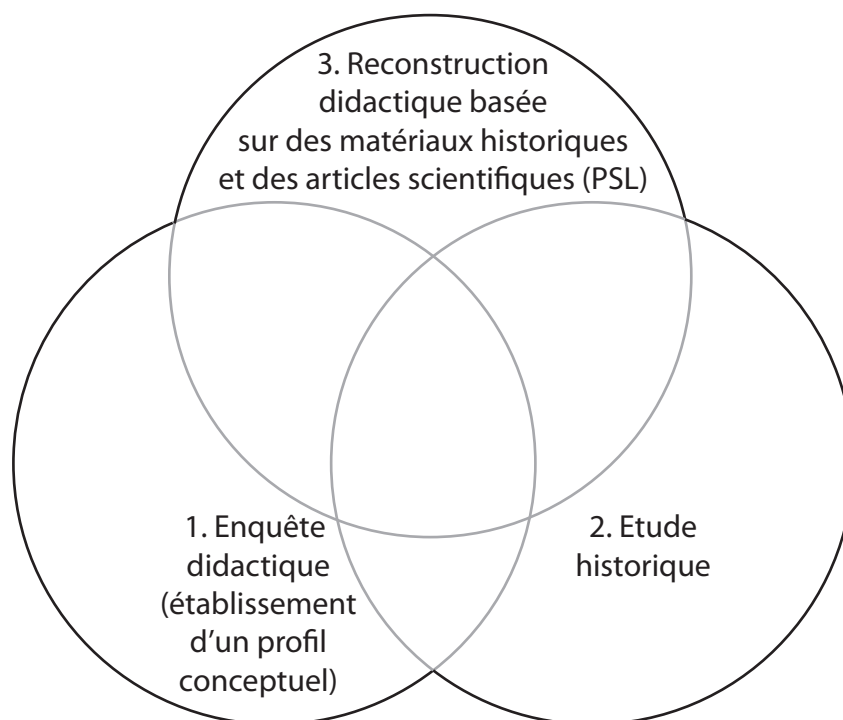 3. Reconstruction
didactique basée
sur des matériaux historiques
et des articles scientifiques (PSL)
1. Enquête
didactique
(établissement
d'un profil
conceptuel)
2. Etude
historique